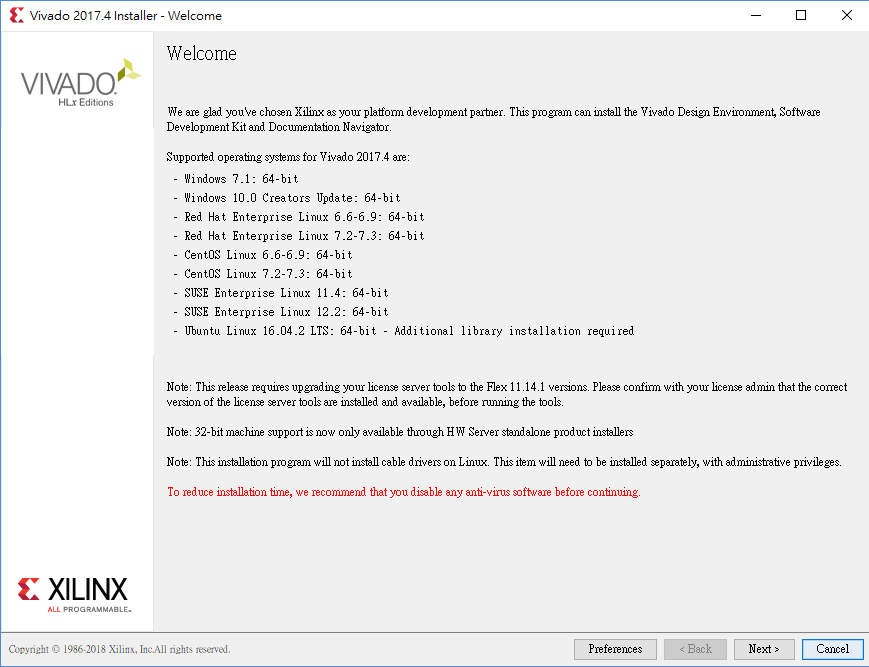 Vivado 2017.4 Installer - Welcome
VIVADO.
HLx Editions
Welcome
We are glad you've chosen Xilinx as your platform development partner. This program can install the Vivado Design Environment, Software
Development Kit and Documentation Navigator.
Supported operating systems for Vivado 2017.4 are:
- Windows 7.1: 64-bit
- Windows 10.0 Creators Update: 64-bit
- Red Hat Enterprise Linux 6.6-6.9: 64-bit
- Red Hat Enterprise Linux 7.2-7.3: 64-bit
- CentOS Linux 6.6-6.9: 64-bit
- CentOS Linux 7.2-7.3: 64-bit
- SUSE Enterprise Linux 11.4: 64-bit
- SUSE Enterprise Linux 12.2: 64-bit
- Ubuntu Linux 16.04.2 LTS: 64-bit - Additional library installation required
Note: This release requires upgrading your license server tools to the Flex 11.14.1 versions. Please confirm with your license admin that the correct
version of the license server tools are installed and available, before running the tools.
Note: 32-bit machine support is now only available through HW Server standalone product installers
Note: This installation program will not install cable drivers on Linux. This item will need to be installed separately, with administrative privileges.
To reduce installation time, we recommend that you disable any anti-virus software before continuing.
XILINX
ALL PROGRAMMABLE™
Copyright © 1986-2018 Xilinx, Inc.All rights reserved.
Preferences
< Back
Next >
Cancel